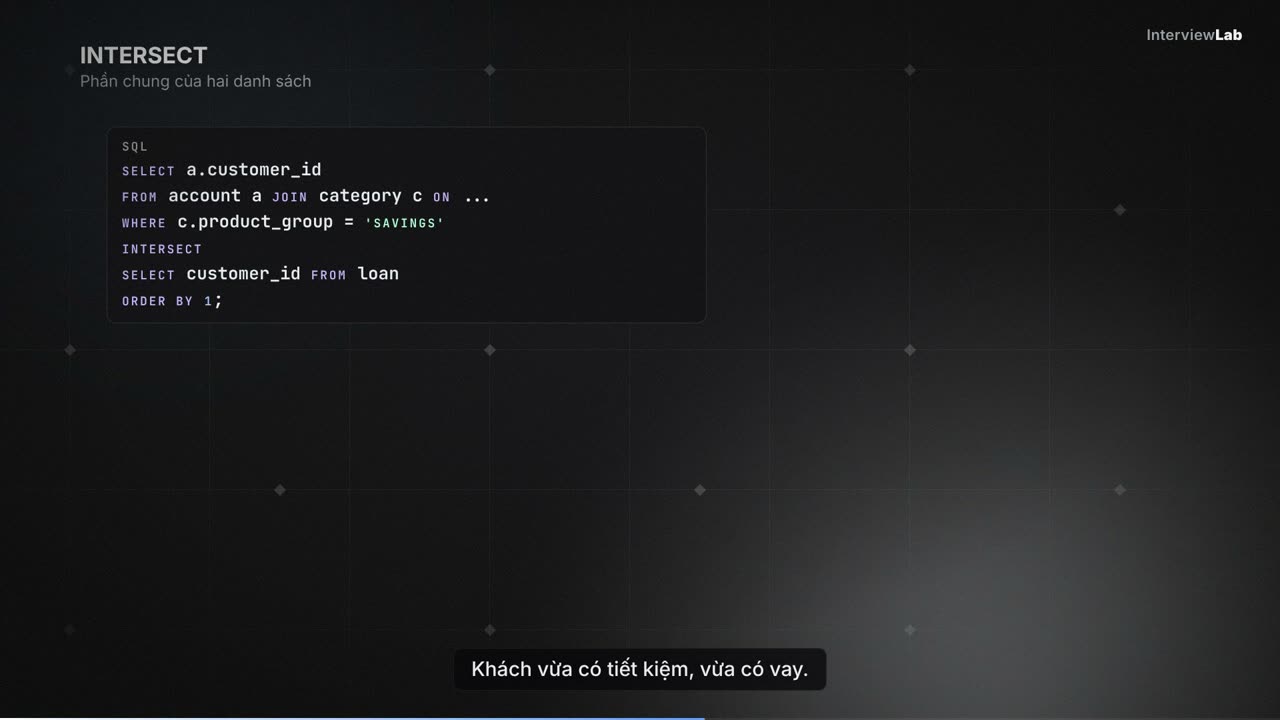 INTERSECT
InterviewLab
Phần chung của hai danh sách
SQL
SELECT a.customer_id
FROM account a JOIN category c ON ...
WHERE c.product_group = 'SAVINGS'
INTERSECT
SELECT customer_id FROM loan
ORDER BY 1;
Khách vừa có tiết kiệm, vừa có vay.